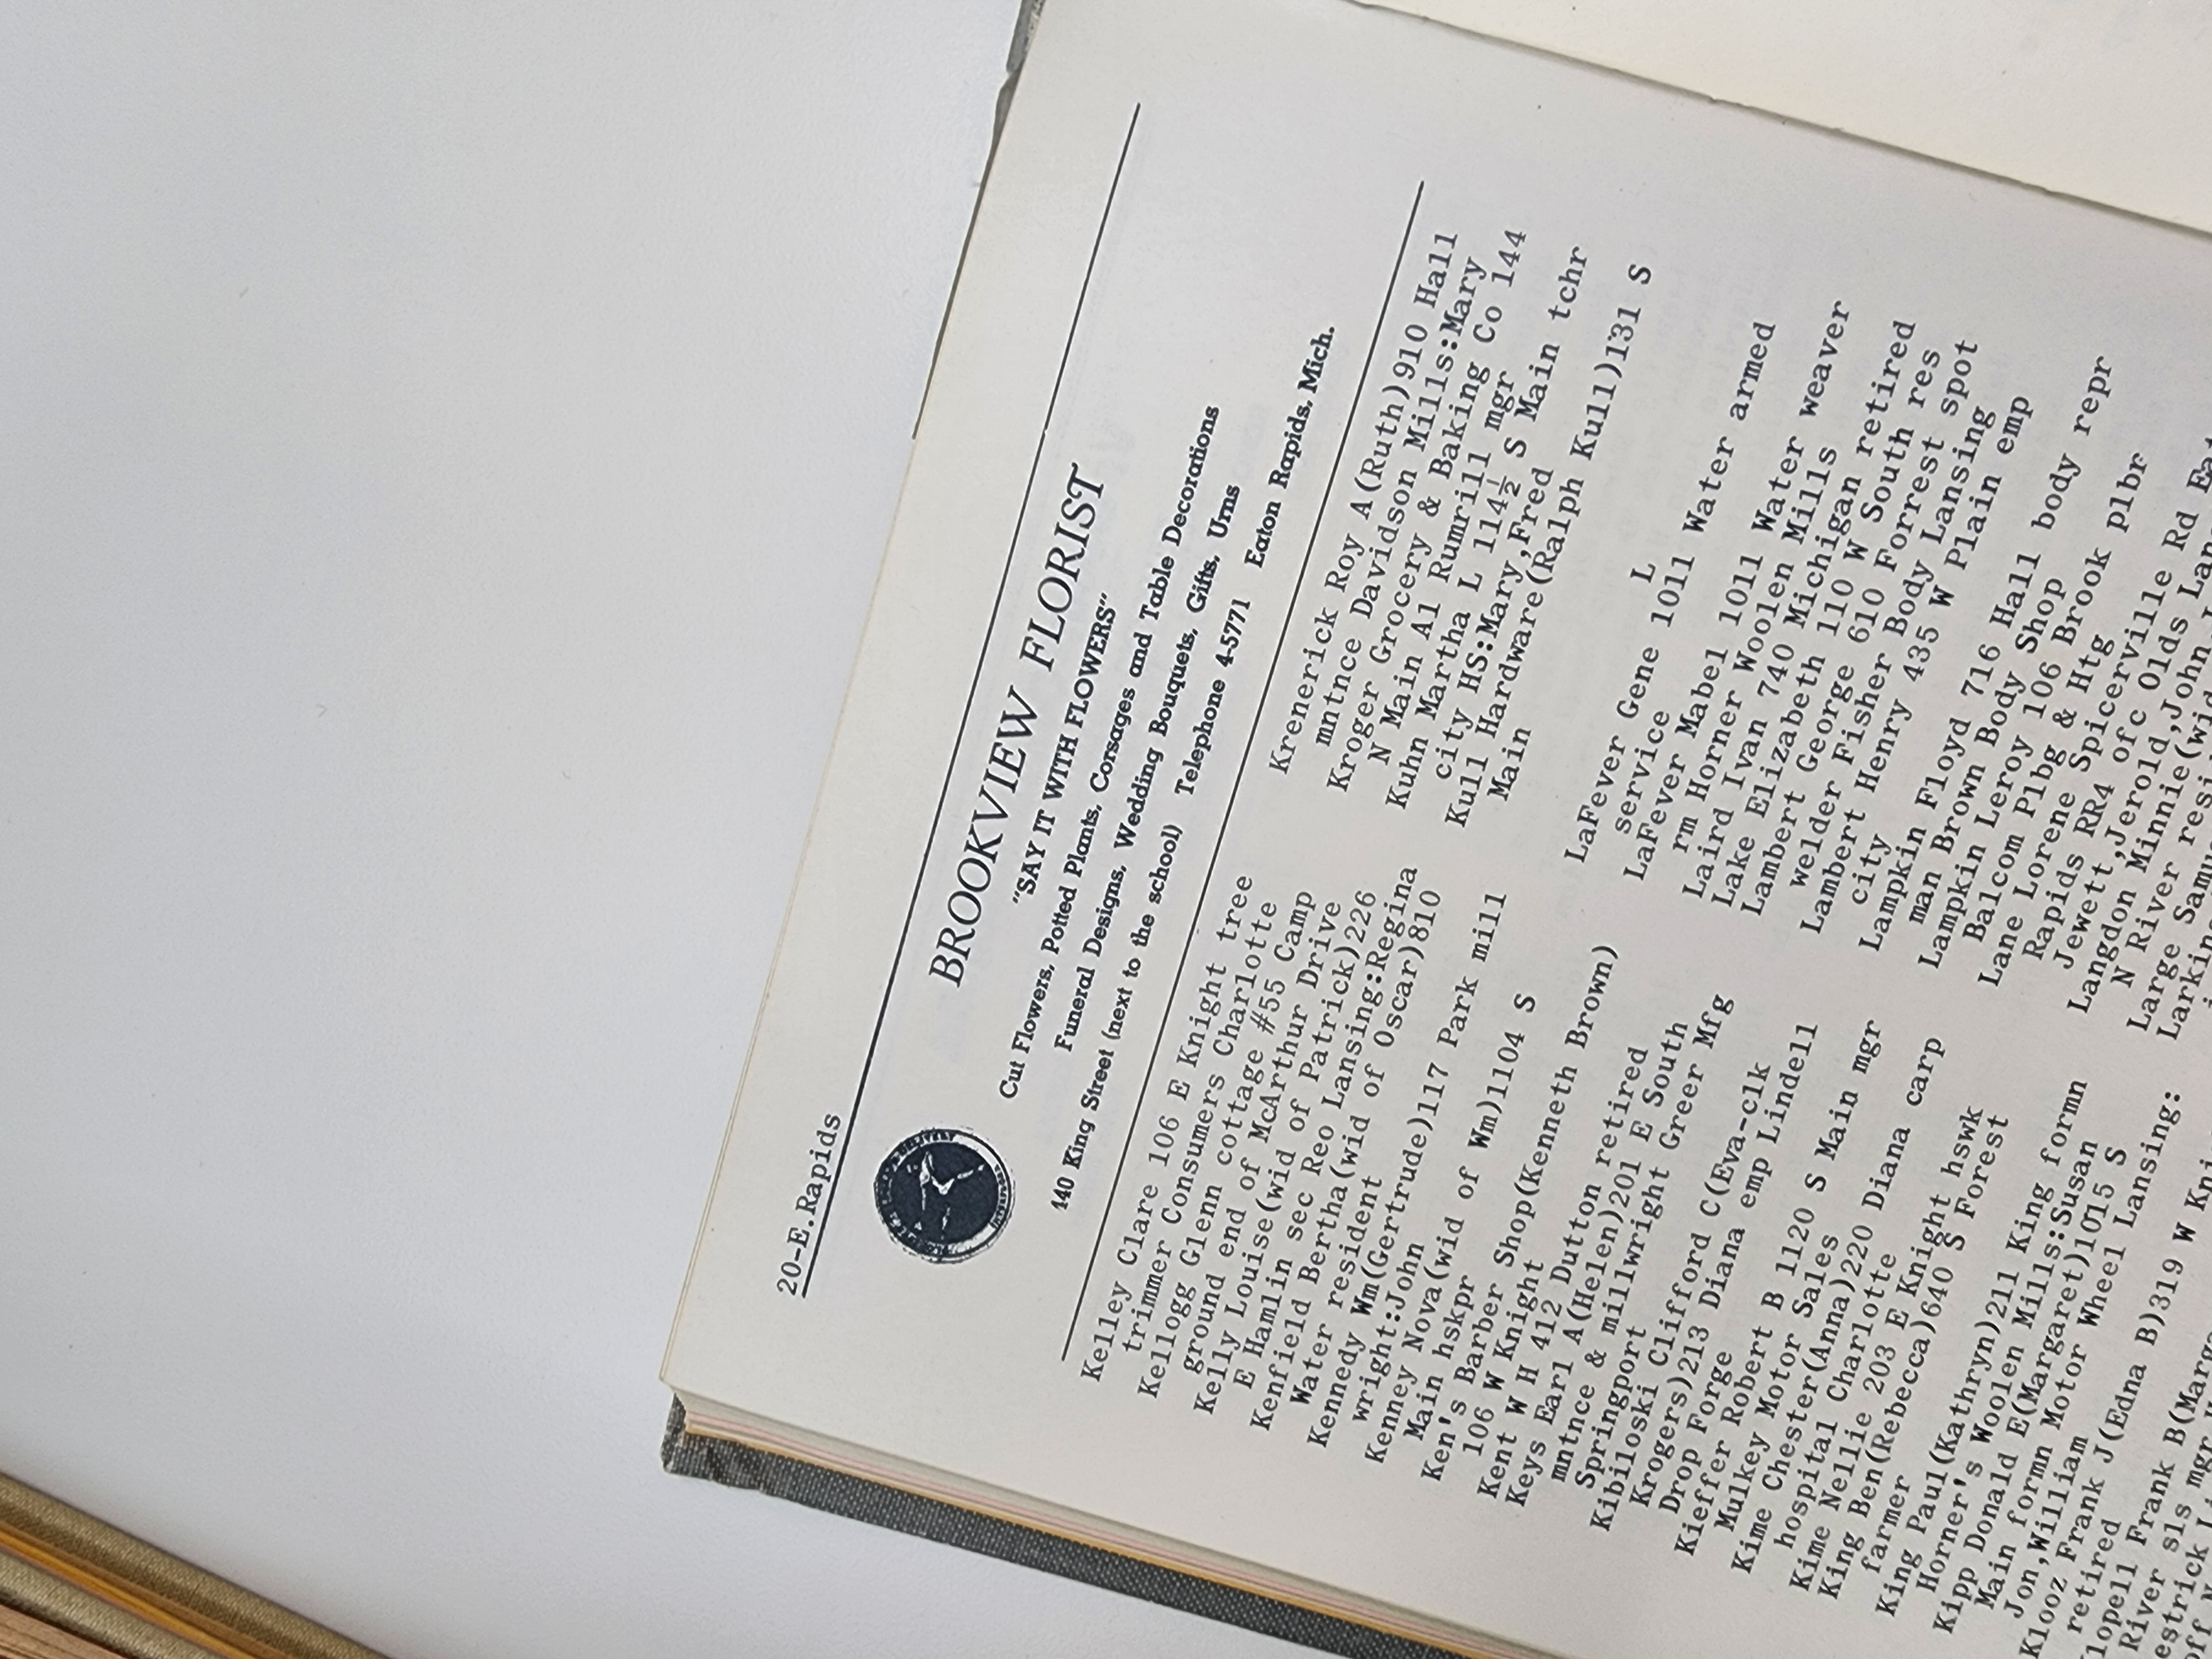 20-E.Rapids
BROOKVIEW FLORIST
"SAY IT WITH FLOWERS"
Cut Flowers, Potted Plants, Corsages and Table Decorations
Funeral Designs, Wedding Bouquets, Gifts, Urns
440 King Street (next to the school) Telephone 4-5771 Eaton Rapids, Mich.
Kelley Clare 106 E Knight tree
trimmer Consumers Charlotte
Kellogg Glenn cottage #55 Camp
ground end of McArthur Drive
Kelly Louise(wid of Patrick)226
E Hamlin sec Reo Lansing:Regina
Kenfield Bertha(wid of Oscar)810
Water resident
Kennedy Wm(Gertrude)117 Park mill
wright:John
Kenney Nova(wid of Wm)1104 S
Main hskpr
Ken's Barber Shop(Kenneth Brown)
106 W Knight
Kent W H 412 Dutton retired
Keys Earl A(Helen)201 E South
mntnce & millwright Greer Mfg
Springport
Kibiloski Clifford C(Eva-clk
Krogers)213 Diana emp Lindell
Drop Forge
Kieffer Robert B 1120 S Main mgr
Mulkey Motor Sales
Kime Chester(Anna)220 Diana carp
hospital Charlotte
Kime Nellie 203 E Knight hswk
King Ben(Rebecca)640 S Forest
farmer
King Paul(Kathryn)211 King formn
Horner's Woolen Mills:Susan
Kipp Donald E(Margaret)1015 S
Main formn Motor Wheel Lansing:
Jon,William
Klooz Frank J(Edna B)319 W
retired
Frank
River sls mgr
Krenerick Roy A(Ruth)910 Hall
mntnce Davidson Mills:Mary
Kroger Grocery & Baking Co 144
N Main Al Rumrill mgr
Kuhn Martha L 114½ S Main tchr
city HS:Mary,Fred
Kull Hardware(Ralph Kull)131 S
Main
L
LaFever Gene 1011 Water armed
service
LaFever Mabel 1011 Water weaver
rm Horner Woolen Mills
Laird Ivan 740 Michigan retired
Lake Elizabeth 110 W South res
Lambert George 610 Forrest spot
welder Fisher Body Lansing
Lambert Henry 435 W Plain emp
city
Lampkin Floyd 716 Hall body repr
man Brown Body Shop
Lampkin Leroy 106 Brook plbr
Balcom Plbg & Htg
Lane Lorene Spicerville Rd
Rapids RR4 ofc Olds
Jewett,Jerold,John
Langdon Minnie(wid
N River
Large